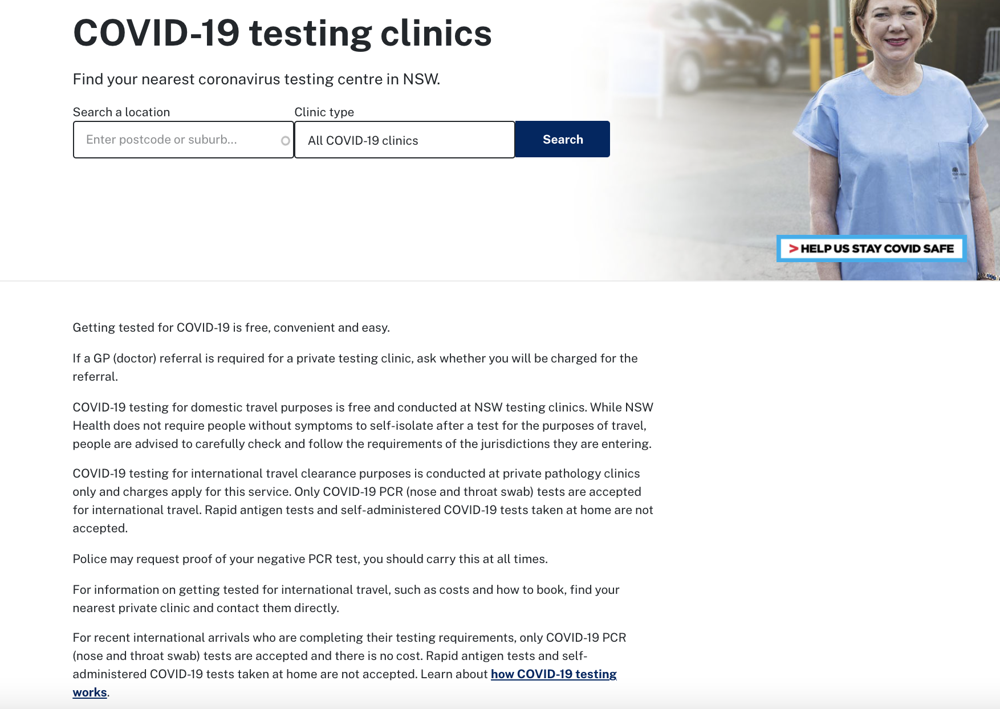 COVID-19 testing clinics
Find your nearest coronavirus testing centre in NSW.
Search a location
Clinic type
Enter postcode or suburb...
All COVID-19 clinics
Search
> HELP US STAY COVID SAFE
Getting tested for COVID-19 is free, convenient and easy.
If a GP (doctor) referral is required for a private testing clinic, ask whether you will be charged for the
referral.
COVID-19 testing for domestic travel purposes is free and conducted at NSW testing clinics. While NSW
Health does not require people without symptoms to self-isolate after a test for the purposes of travel,
people are advised to carefully check and follow the requirements of the jurisdictions they are entering.
COVID-19 testing for international travel clearance purposes is conducted at private pathology clinics
only and charges apply for this service. Only COVID-19 PCR (nose and throat swab) tests are accepted
for international travel. Rapid antigen tests and self-administered COVID-19 tests taken at home are not
accepted.
Police may request proof of your negative PCR test, you should carry this at all times.
For information on getting tested for international travel, such as costs and how to book, find your
nearest private clinic and contact them directly.
For recent international arrivals who are completing their testing requirements, only COVID-19 PCR
(nose and throat swab) tests are accepted and there is no cost. Rapid antigen tests and self-
administered COVID-19 tests taken at home are not accepted. Learn about how COVID-19 testing
works.